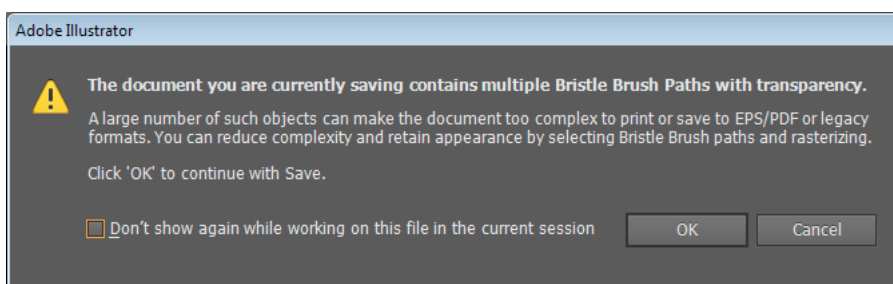 Adobe Illustrator
The document you are currently saving contains multiple Bristle Brush Paths with transparency.
A large number of such objects can make the document too complex to print or save to EPS/PDF or legacy
formats. You can reduce complexity and retain appearance by selecting Bristle Brush paths and rasterizing.
Click 'OK' to continue with Save.
Don't show again while working on this file in the current session
OK
Cancel